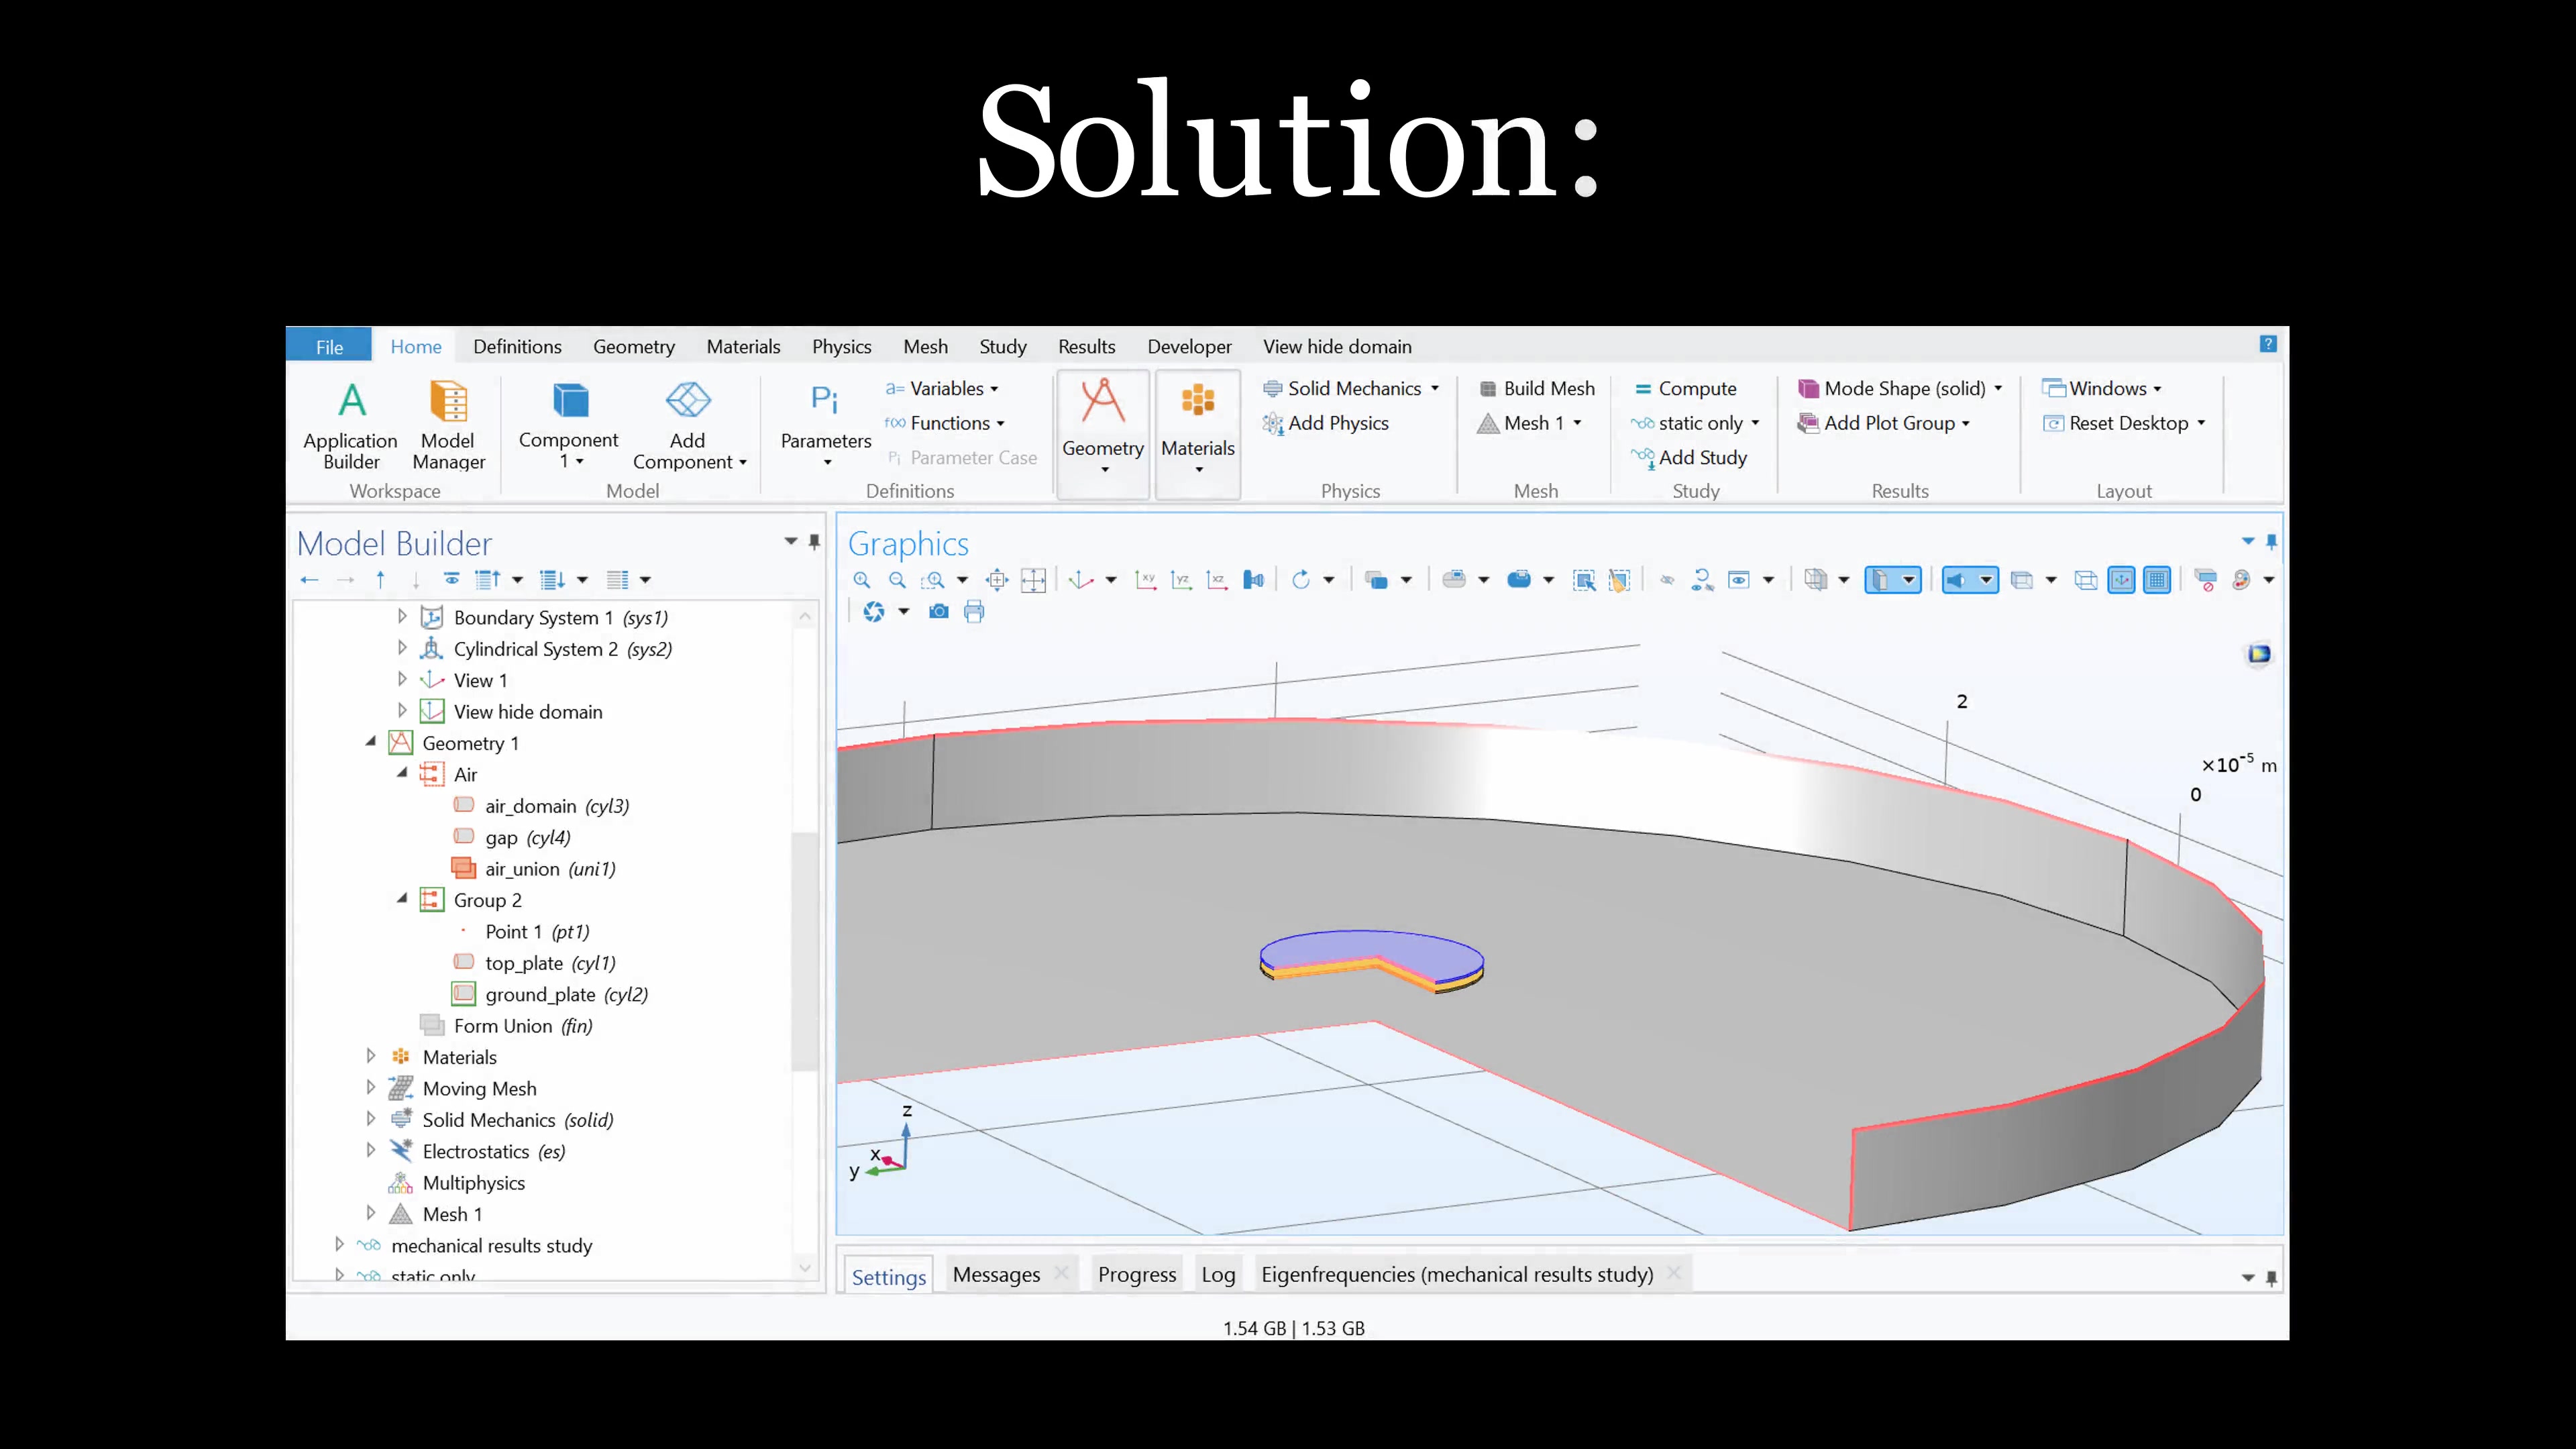 Solution:
File Home Definitions Geometry Materials Physics Mesh Study Results Developer View hide domain ?
Application Builder
Model Manager
Workspace
Component 1
Add Component
Model
Pi Parameters
a= Variables
f(x) Functions
Pi Parameter Case
Definitions
Geometry
Materials
Solid Mechanics
Add Physics
Physics
Build Mesh
Mesh 1
Mesh
= Compute
static only
Add Study
Study
Mode Shape (solid)
Add Plot Group
Results
Windows
Reset Desktop
Layout
Model Builder
Boundary System 1 (sys1)
Cylindrical System 2 (sys2)
View 1
View hide domain
Geometry 1
Air
air_domain (cyl3)
gap (cyl4)
air_union (uni1)
Group 2
Point 1 (pt1)
top_plate (cyl1)
ground_plate (cyl2)
Form Union (fin)
Materials
Moving Mesh
Solid Mechanics (solid)
Electrostatics (es)
Multiphysics
Mesh 1
mechanical results study
static only
Graphics
xy yz xz
2
×10⁻⁵ m
0
z
x
y
Settings Messages Progress Log Eigenfrequencies (mechanical results study)
1.54 GB | 1.53 GB